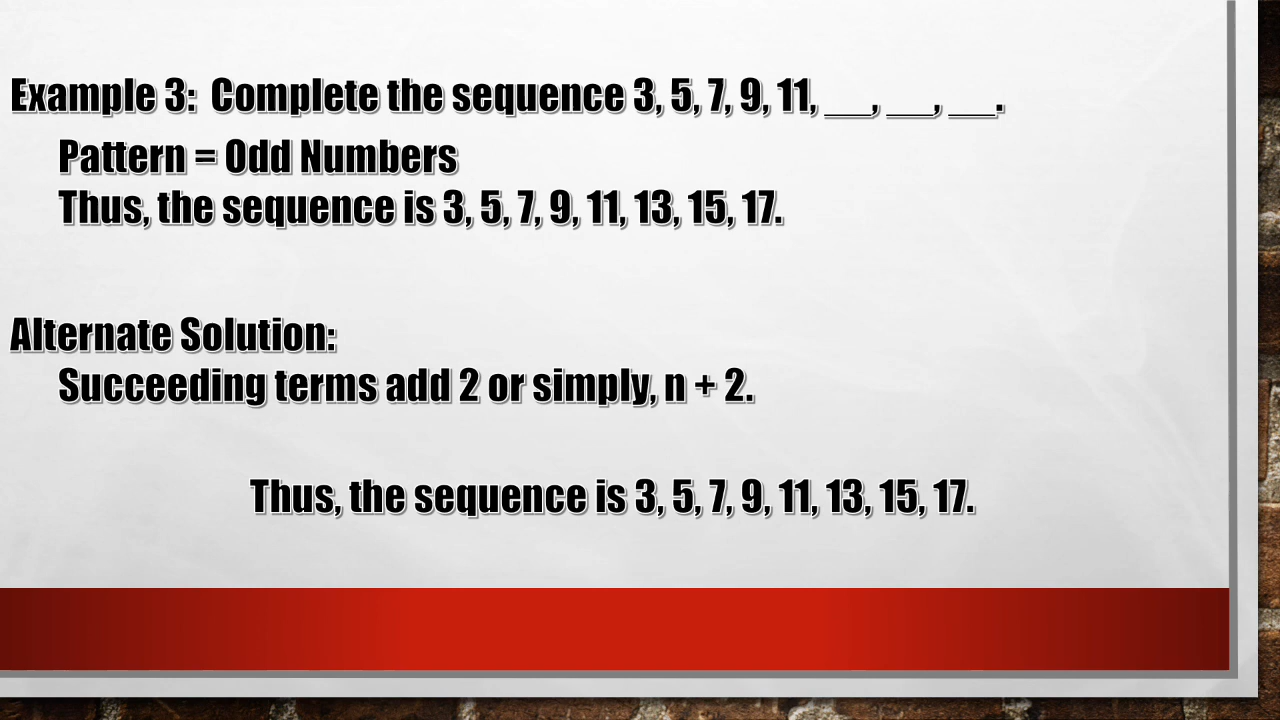 Example 3:  Complete the sequence 3, 5, 7, 9, 11, ___, ___, ___.
Pattern = Odd Numbers
Thus, the sequence is 3, 5, 7, 9, 11, 13, 15, 17.
Alternate Solution:
Succeeding terms add 2 or simply, n + 2.
Thus, the sequence is 3, 5, 7, 9, 11, 13, 15, 17.